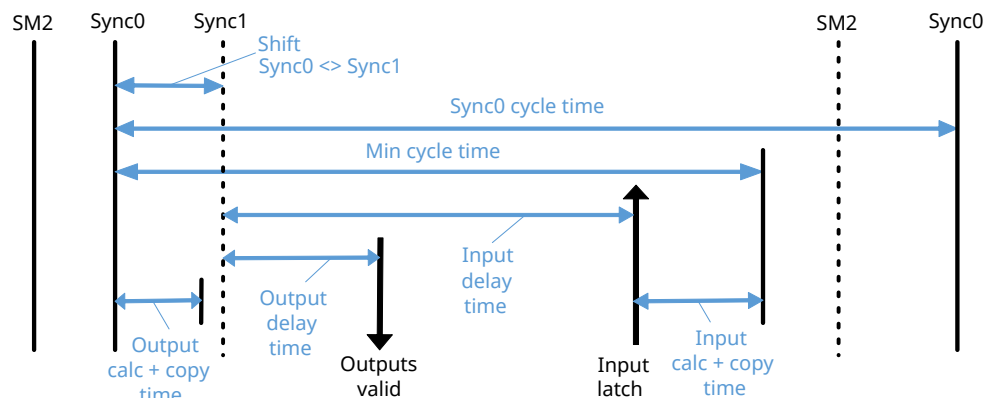 SM2
Sync0
Sync1
SM2
Sync0
Shift
Sync0 <> Sync1
Sync0 cycle time
Min cycle time
Input
delay
time
Output
delay
time
Output
calc + copy
time
Outputs
valid
Input
latch
Input
calc + copy
time